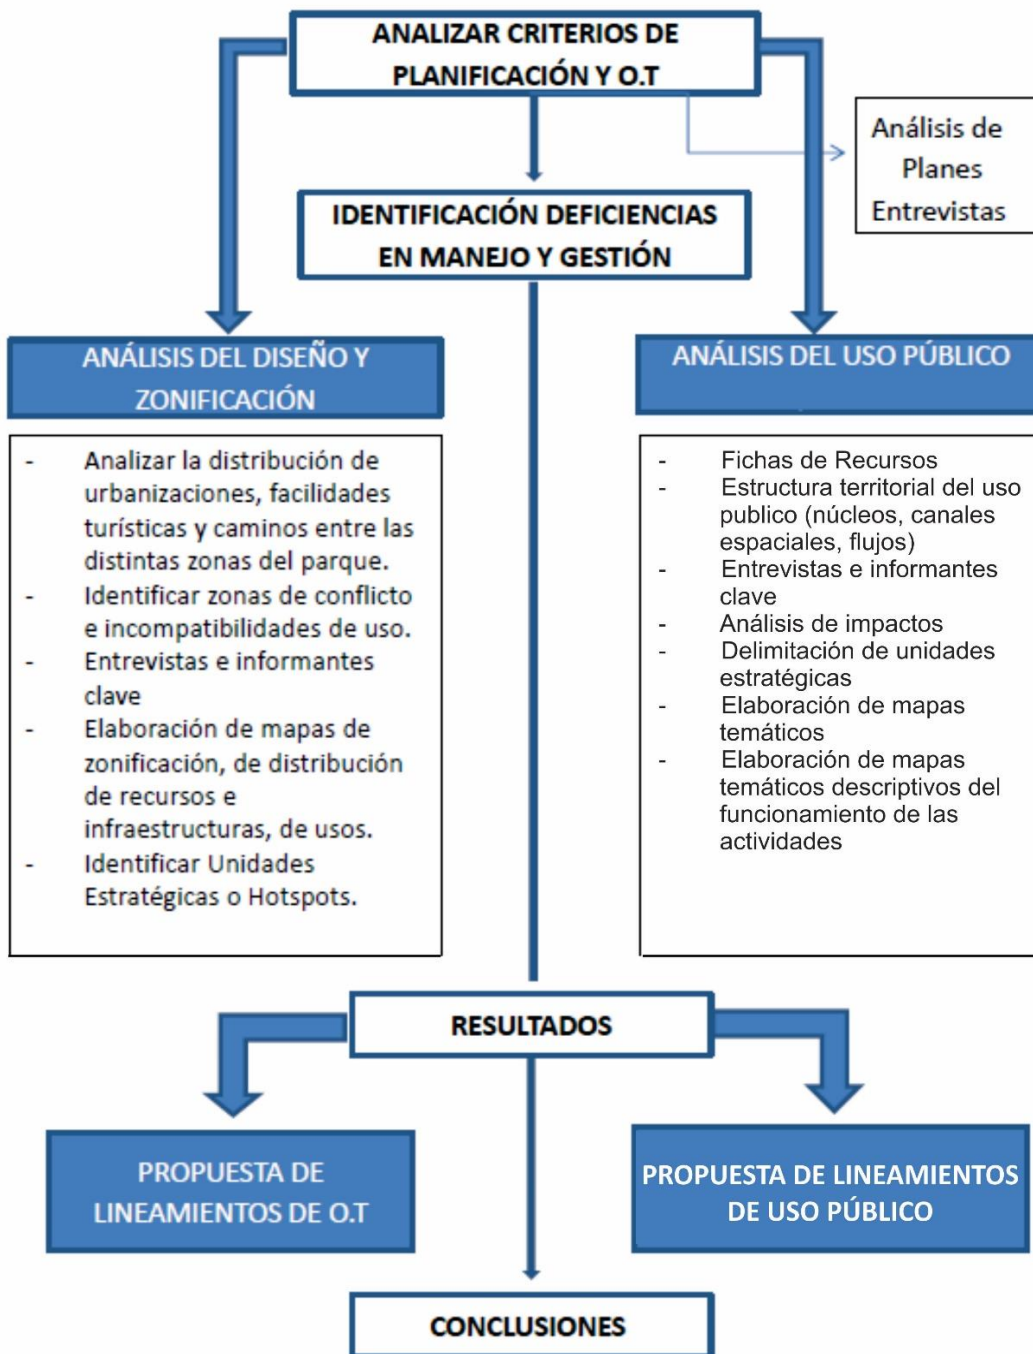 ANALIZAR CRITERIOS DE
PLANIFICACIÓN Y O.T
Análisis de
Planes
Entrevistas
IDENTIFICACIÓN DEFICIENCIAS
EN MANEJO Y GESTIÓN
ANÁLISIS DEL DISEÑO Y
ZONIFICACIÓN
- Analizar la distribución de
urbanizaciones, facilidades
turísticas y caminos entre las
distintas zonas del parque.
- Identificar zonas de conflicto
e incompatibilidades de uso.
- Entrevistas e informantes
clave
- Elaboración de mapas de
zonificación, de distribución
de recursos e
infraestructuras, de usos.
- Identificar Unidades
Estratégicas o Hotspots.
ANÁLISIS DEL USO PÚBLICO
- Fichas de Recursos
- Estructura territorial del uso
publico (núcleos, canales
espaciales, flujos)
- Entrevistas e informantes
clave
- Análisis de impactos
- Delimitación de unidades
estratégicas
- Elaboración de mapas
temáticos
- Elaboración de mapas
temáticos descriptivos del
funcionamiento de las
actividades
RESULTADOS
PROPUESTA DE
LINEAMIENTOS DE O.T
PROPUESTA DE LINEAMIENTOS
DE USO PÚBLICO
CONCLUSIONES